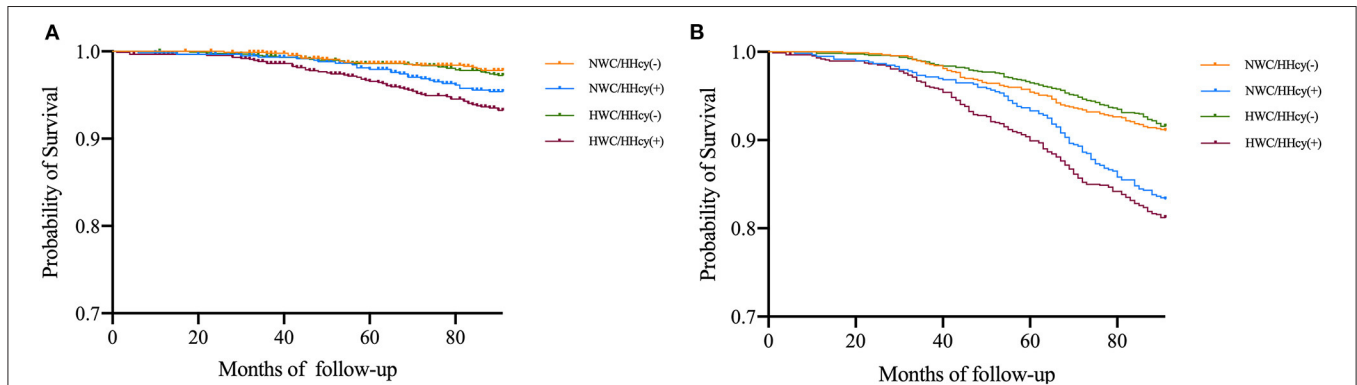 A
Probability of Survival
1.0
0.9
0.8
0.7
0 20 40 60 80
Months of follow-up
NWC/HHcy(-)
NWC/HHcy(+)
HWC/HHcy(-)
HWC/HHcy(+)
B
Probability of Survival
1.0
0.9
0.8
0.7
0 20 40 60 80
Months of follow-up
NWC/HHcy(-)
NWC/HHcy(+)
HWC/HHcy(-)
HWC/HHcy(+)